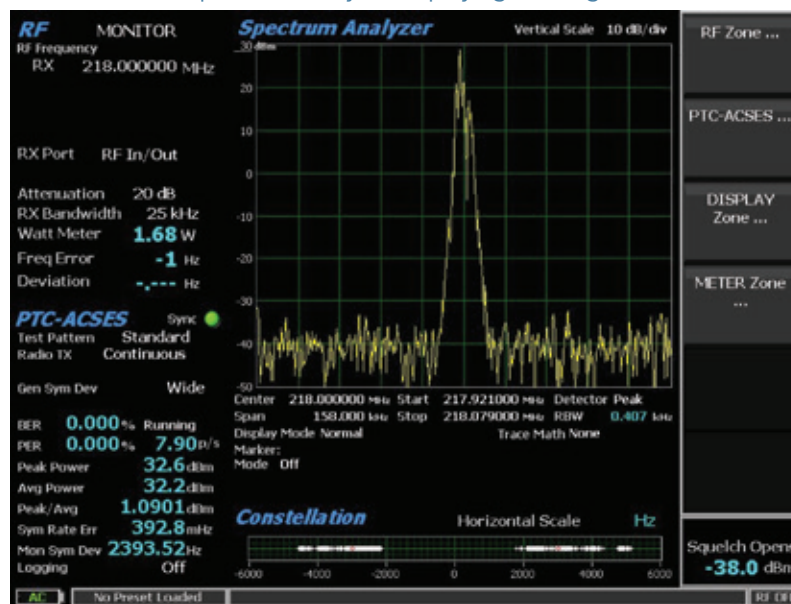 RF MONITOR
RF Frequency
RX 218.000000 MHz
RX Port RF In/Out
Attenuation 20 dB
RX Bandwidth 25 kHz
Watt Meter 1.68 W
Freq Error -1 Hz
Deviation -.--- Hz
PTC-ACSES Sync
Test Pattern Standard
Radio TX Continuous
Gen Sym Dev Wide
BER 0.000% Running
PER 0.000% 7.90p/s
Peak Power 32.6dBm
Avg Power 32.2dBm
Peak/Avg 1.0901dBm
Sym Rate Err 392.8mHz
Mon Sym Dev 2393.52Hz
Logging Off
Spectrum Analyzer Vertical Scale 10 dB/div
30 dBm
20
10
0
-10
-20
-30
-40
-50
Center 218.000000 MHz Start 217.921000 MHz Detector Peak
Span 158.000 kHz Stop 218.079000 MHz RBW 0.407 kHz
Display Mode Normal Trace Math None
Marker:
Mode Off
Constellation Horizontal Scale Hz
-6000 -4000 -2000 0 2000 4000 6000
RF Zone ...
PTC-ACSES ...
DISPLAY
Zone ...
METER Zone
...
Squelch Opens
-38.0 dBm
AC No Preset Loaded RF Off